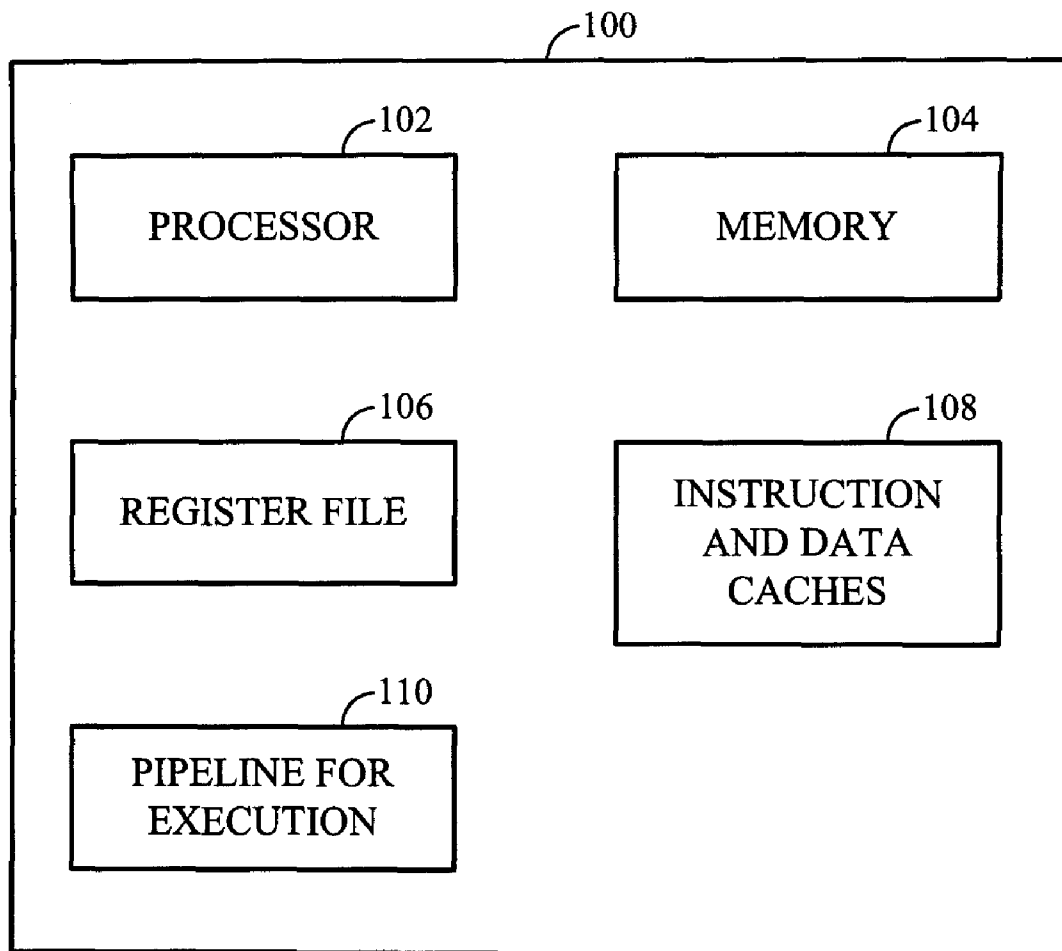 100
102
PROCESSOR
104
MEMORY
106
REGISTER FILE
108
INSTRUCTION
AND DATA
CACHES
110
PIPELINE FOR
EXECUTION